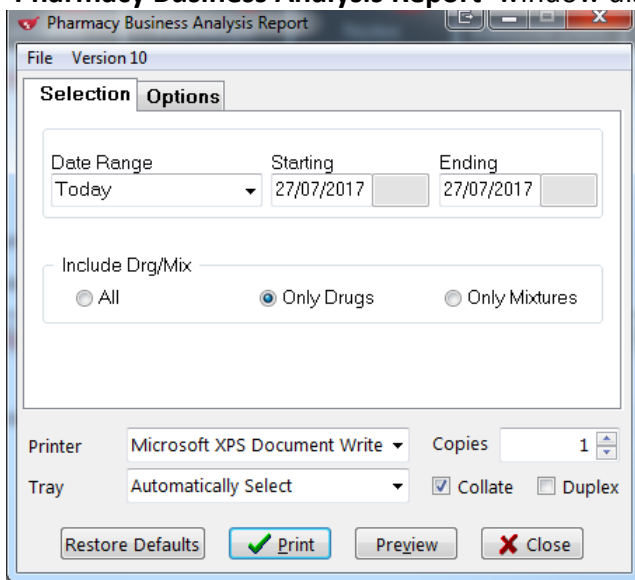 Pharmacy Business Analysis Report
Pharmacy Business Analysis Report
File Version 10
Selection Options
Date Range Starting Ending
Today 27/07/2017 27/07/2017
Include Drg/Mix
All Only Drugs Only Mixtures
Printer Microsoft XPS Document Write Copies 1
Tray Automatically Select Collate Duplex
Restore Defaults Print Preview Close